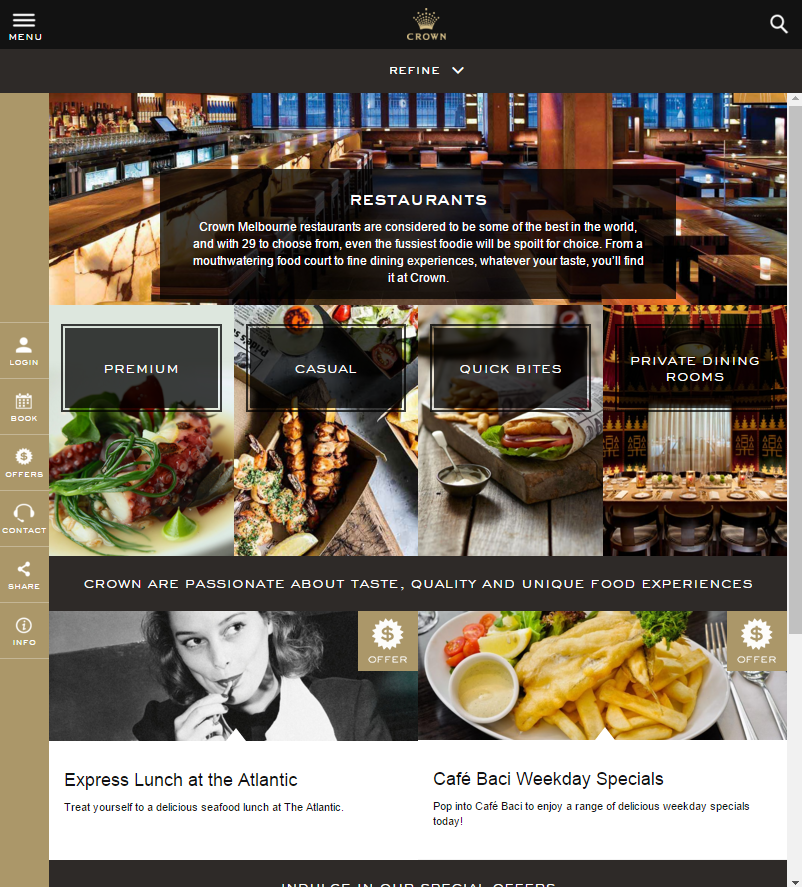 MENU
CROWN
REFINE
RESTAURANTS
Crown Melbourne restaurants are considered to be some of the best in the world,
and with 29 to choose from, even the fussiest foodie will be spoilt for choice. From a
mouthwatering food court to fine dining experiences, whatever your taste, you'll find
it at Crown.
LOGIN
BOOK
OFFERS
CONTACT
SHARE
INFO
PREMIUM
CASUAL
QUICK BITES
PRIVATE DINING
ROOMS
CROWN ARE PASSIONATE ABOUT TASTE, QUALITY AND UNIQUE FOOD EXPERIENCES
$
OFFER
$
OFFER
Express Lunch at the Atlantic
Treat yourself to a delicious seafood lunch at The Atlantic.
Café Baci Weekday Specials
Pop into Café Baci to enjoy a range of delicious weekday specials
today!
INDULGE IN OUR SPECIAL OFFERS